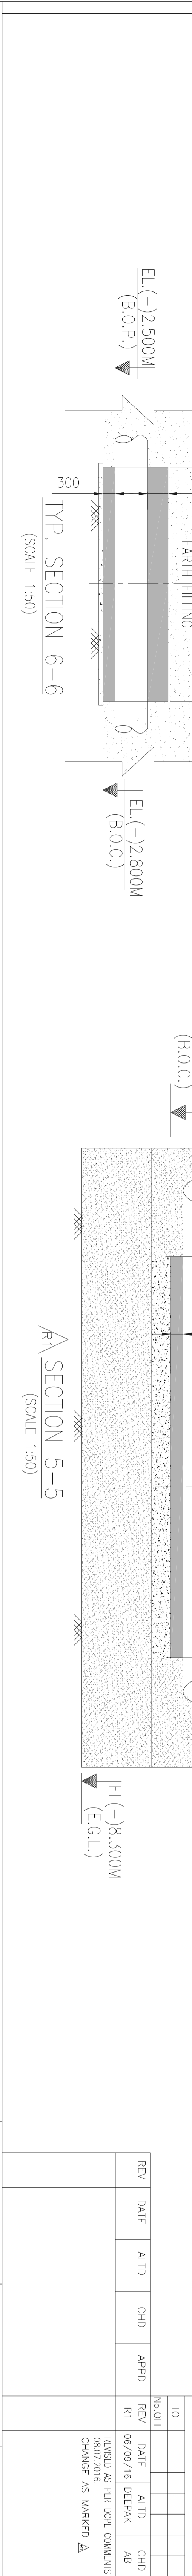 EL.(-)2.500M
(B.O.P.)
300
EARTH FILLING
EL.(-)2.800M
(B.O.C.)
TYP. SECTION 6-6
(SCALE 1:50)
(B.O.C.)
R1
SECTION 5-5
(SCALE 1:50)
EL(-)8.300M
(E.G.L.)
REV DATE ALTD CHD APPD
TO
No.OFF
REV DATE ALTD CHD
R1 06/09/16 DEEPAK AB
REVISED AS PER DCPL COMMENTS
08.07.2016.
CHANGE AS MARKED R1